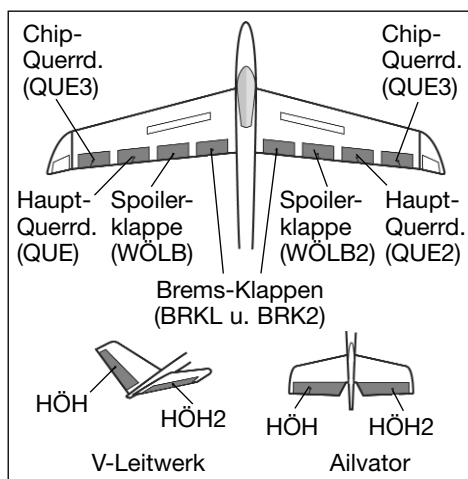 Chip-
Querrd.
(QUE3)
Chip-
Querrd.
(QUE3)
Haupt-
Querrd.
(QUE)
Spoiler-
klappe
(WÖLB)
Spoiler-
klappe
(WÖLB2)
Haupt-
Querrd.
(QUE2)
Brems-Klappen
(BRKL u. BRK2)
HÖH
HÖH2
V-Leitwerk
HÖH
HÖH2
Ailvator